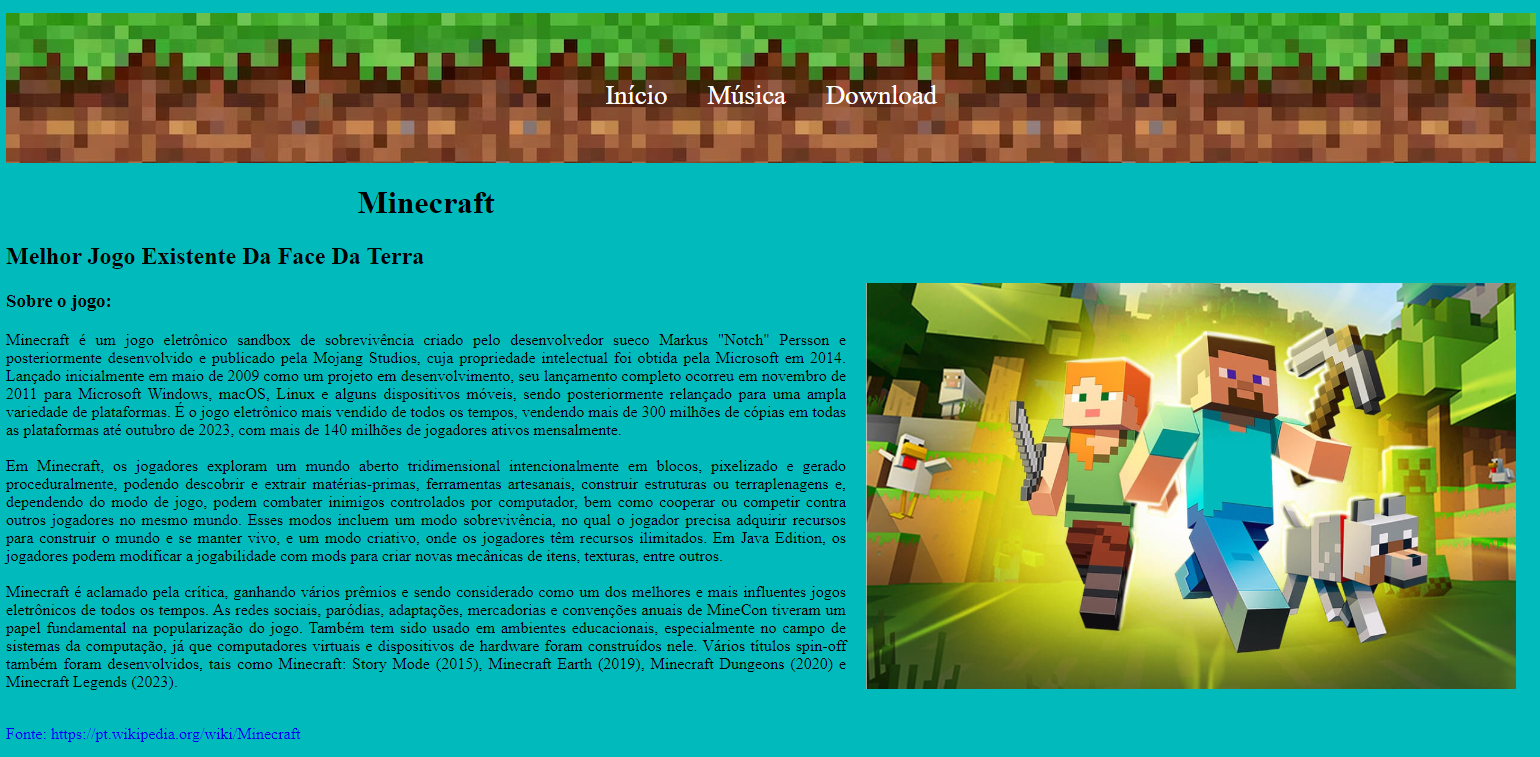 Início Música Download
Minecraft
Melhor Jogo Existente Da Face Da Terra
Sobre o jogo:
Minecraft é um jogo eletrônico sandbox de sobrevivência criado pelo desenvolvedor sueco Markus "Notch" Persson e
posteriormente desenvolvido e publicado pela Mojang Studios, cuja propriedade intelectual foi obtida pela Microsoft em 2014.
Lançado inicialmente em maio de 2009 como um projeto em desenvolvimento, seu lançamento completo ocorreu em novembro de
2011 para Microsoft Windows, macOS, Linux e alguns dispositivos móveis, sendo posteriormente relançado para uma ampla
variedade de plataformas. É o jogo eletrônico mais vendido de todos os tempos, vendendo mais de 300 milhões de cópias em todas
as plataformas até outubro de 2023, com mais de 140 milhões de jogadores ativos mensalmente.
Em Minecraft, os jogadores exploram um mundo aberto tridimensional intencionalmente em blocos, pixelizado e gerado
proceduralmente, podendo descobrir e extrair matérias-primas, ferramentas artesanais, construir estruturas ou terraplenagens e,
dependendo do modo de jogo, podem combater inimigos controlados por computador, bem como cooperar ou competir contra
outros jogadores no mesmo mundo. Esses modos incluem um modo sobrevivência, no qual o jogador precisa adquirir recursos
para construir o mundo e se manter vivo, e um modo criativo, onde os jogadores têm recursos ilimitados. Em Java Edition, os
jogadores podem modificar a jogabilidade com mods para criar novas mecânicas de itens, texturas, entre outros.
Minecraft é aclamado pela crítica, ganhando vários prêmios e sendo considerado como um dos melhores e mais influentes jogos
eletrônicos de todos os tempos. As redes sociais, paródias, adaptações, mercadorias e convenções anuais de MineCon tiveram um
papel fundamental na popularização do jogo. Também tem sido usado em ambientes educacionais, especialmente no campo de
sistemas da computação, já que computadores virtuais e dispositivos de hardware foram construídos nele. Vários títulos spin-off
também foram desenvolvidos, tais como Minecraft: Story Mode (2015), Minecraft Earth (2019), Minecraft Dungeons (2020) e
Minecraft Legends (2023).
Fonte: https://pt.wikipedia.org/wiki/Minecraft